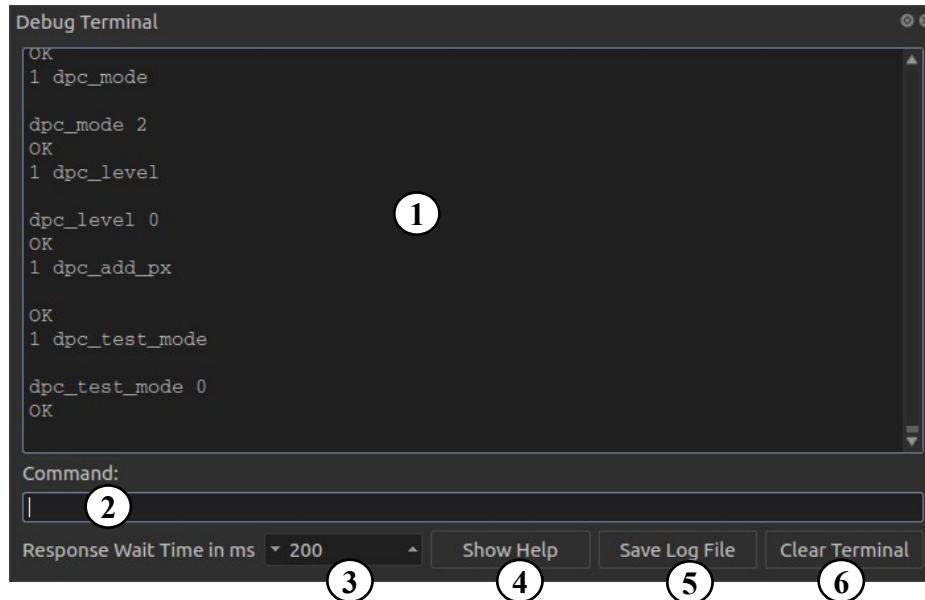 Debug Terminal
OK
1 dpc_mode
dpc_mode 2
OK
1 dpc_level
dpc_level 0
OK
1 dpc_add_px
OK
1 dpc_test_mode
dpc_test_mode 0
OK
1
Command:
2
Response Wait Time in ms 200 Show Help Save Log File Clear Terminal
3 4 5 6